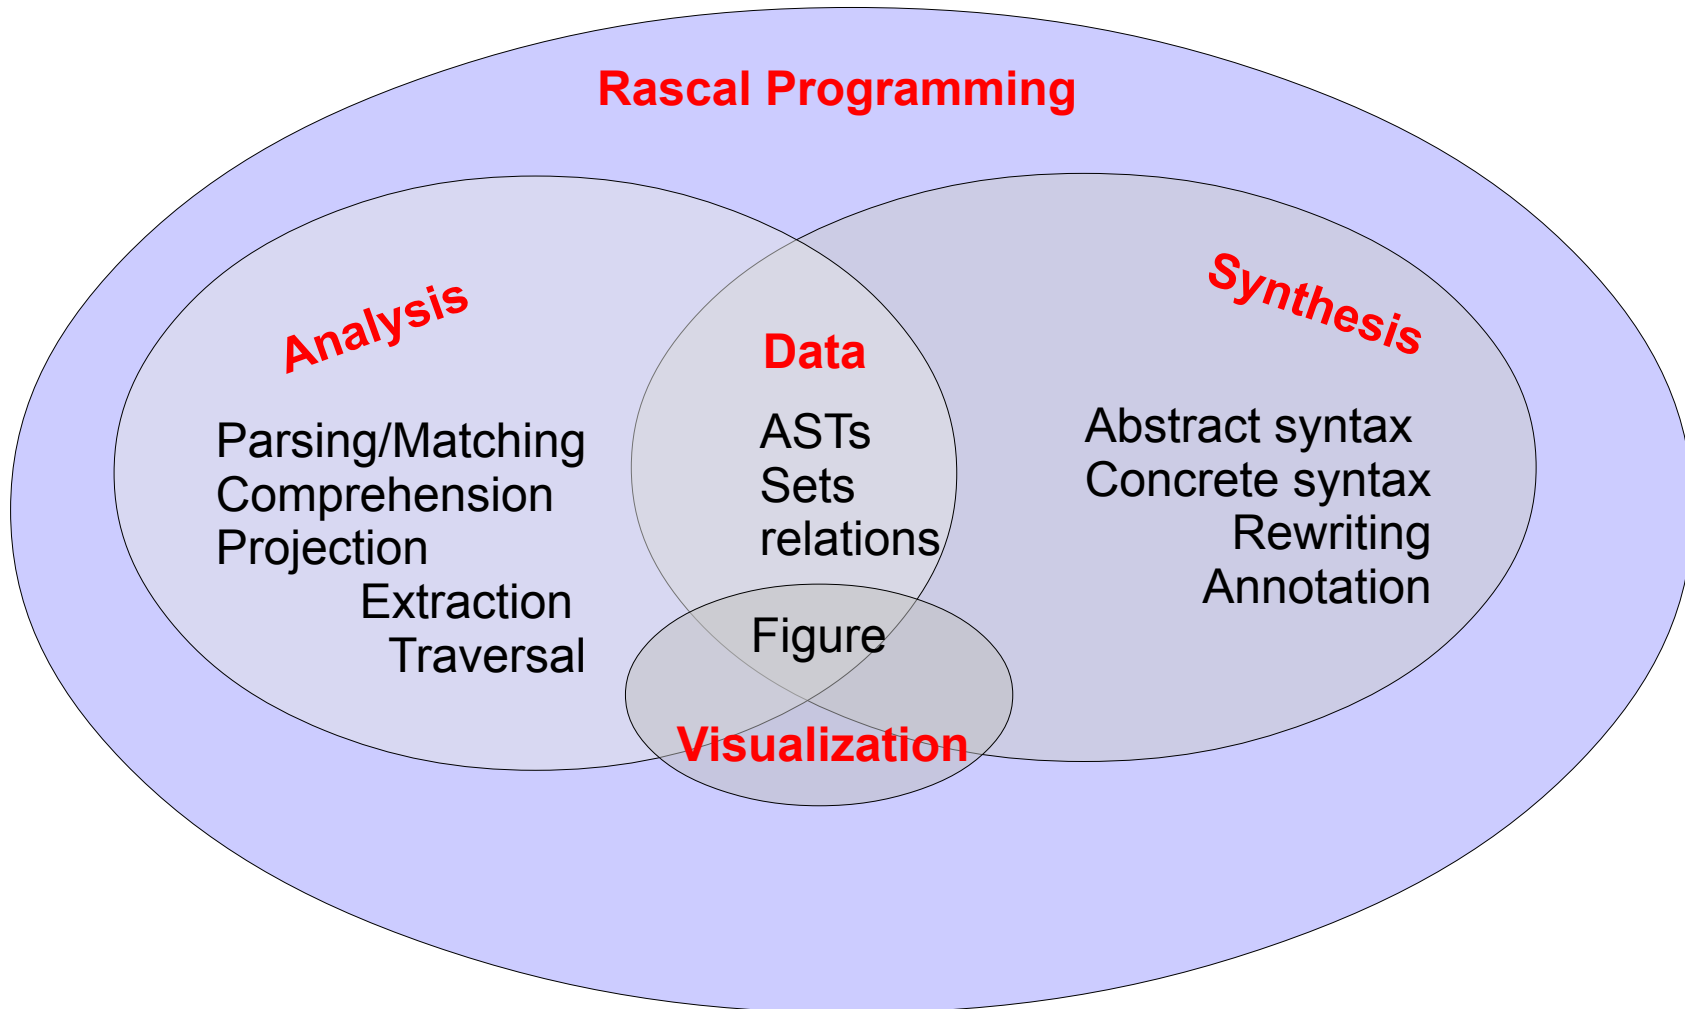 Rascal Programming
Analysis
Parsing/Matching
Comprehension
Projection
Extraction
Traversal
Data
ASTs
Sets
relations
Figure
Visualization
Synthesis
Abstract syntax
Concrete syntax
Rewriting
Annotation